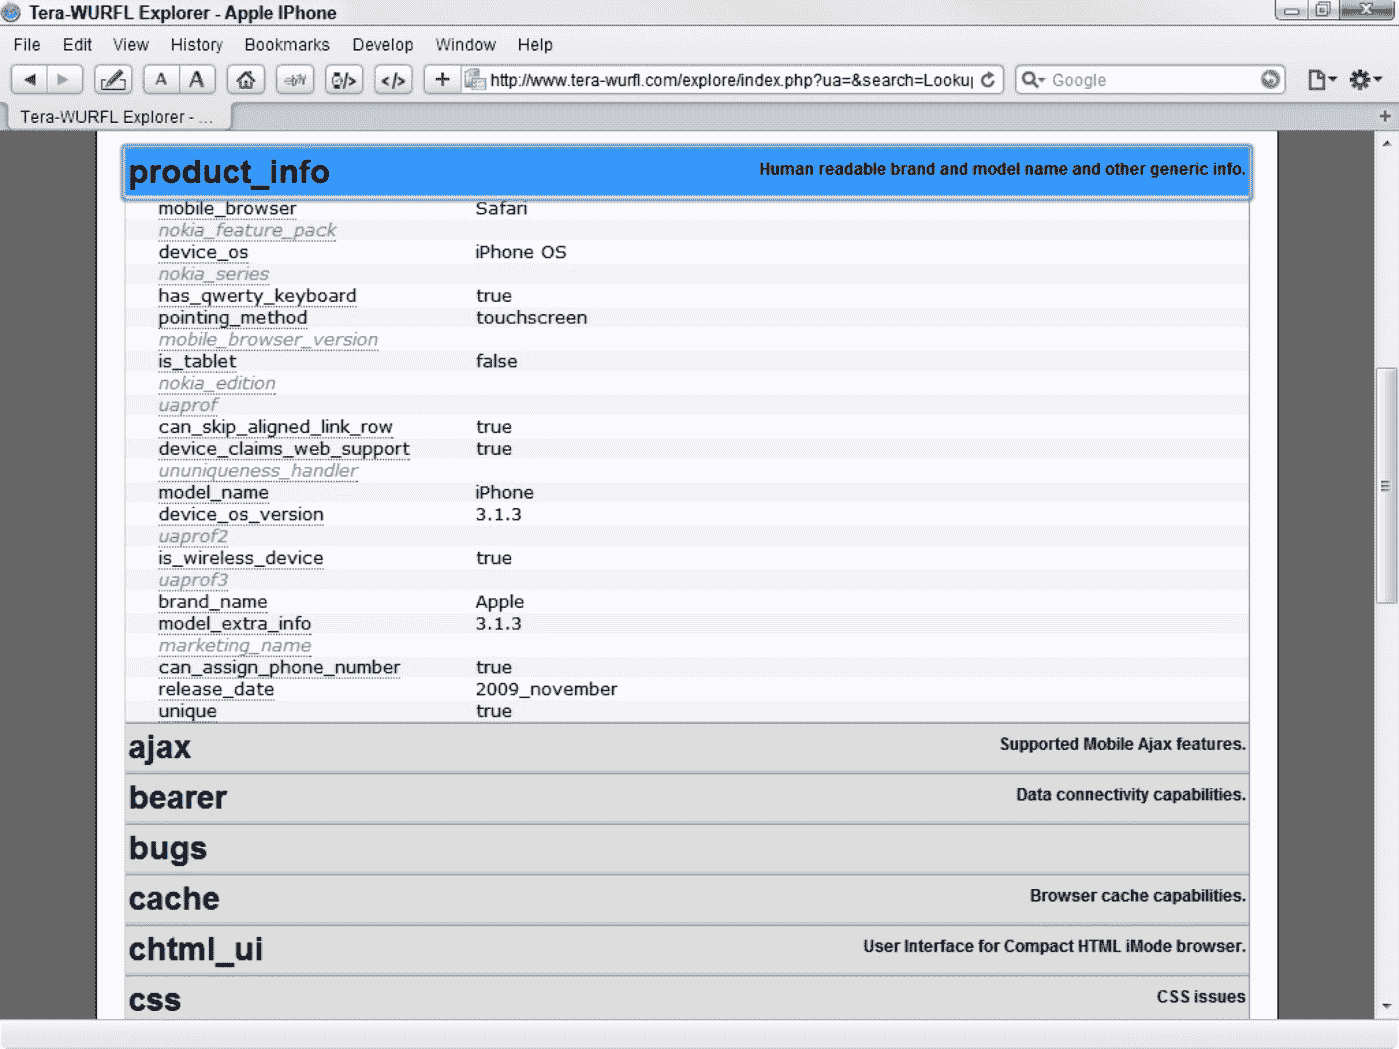 Tera-WURFL Explorer - Apple IPhone
File Edit View History Bookmarks Develop Window Help
A A + http://www.tera-wurfl.com/explore/index.php?ua=&search=Lookup Google
Tera-WURFL Explorer - ...
product_info Human readable brand and model name and other generic info.
mobile_browser Safari
nokia_feature_pack
device_os iPhone OS
nokia_series
has_qwerty_keyboard true
pointing_method touchscreen
mobile_browser_version
is_tablet false
nokia_edition
uaprof
can_skip_aligned_link_row true
device_claims_web_support true
ununiqueness_handler
model_name iPhone
device_os_version 3.1.3
uaprof2
is_wireless_device true
uaprof3
brand_name Apple
model_extra_info 3.1.3
marketing_name
can_assign_phone_number true
release_date 2009_november
unique true
ajax Supported Mobile Ajax features.
bearer Data connectivity capabilities.
bugs
cache Browser cache capabilities.
chtml_ui User Interface for Compact HTML iMode browser.
css CSS issues